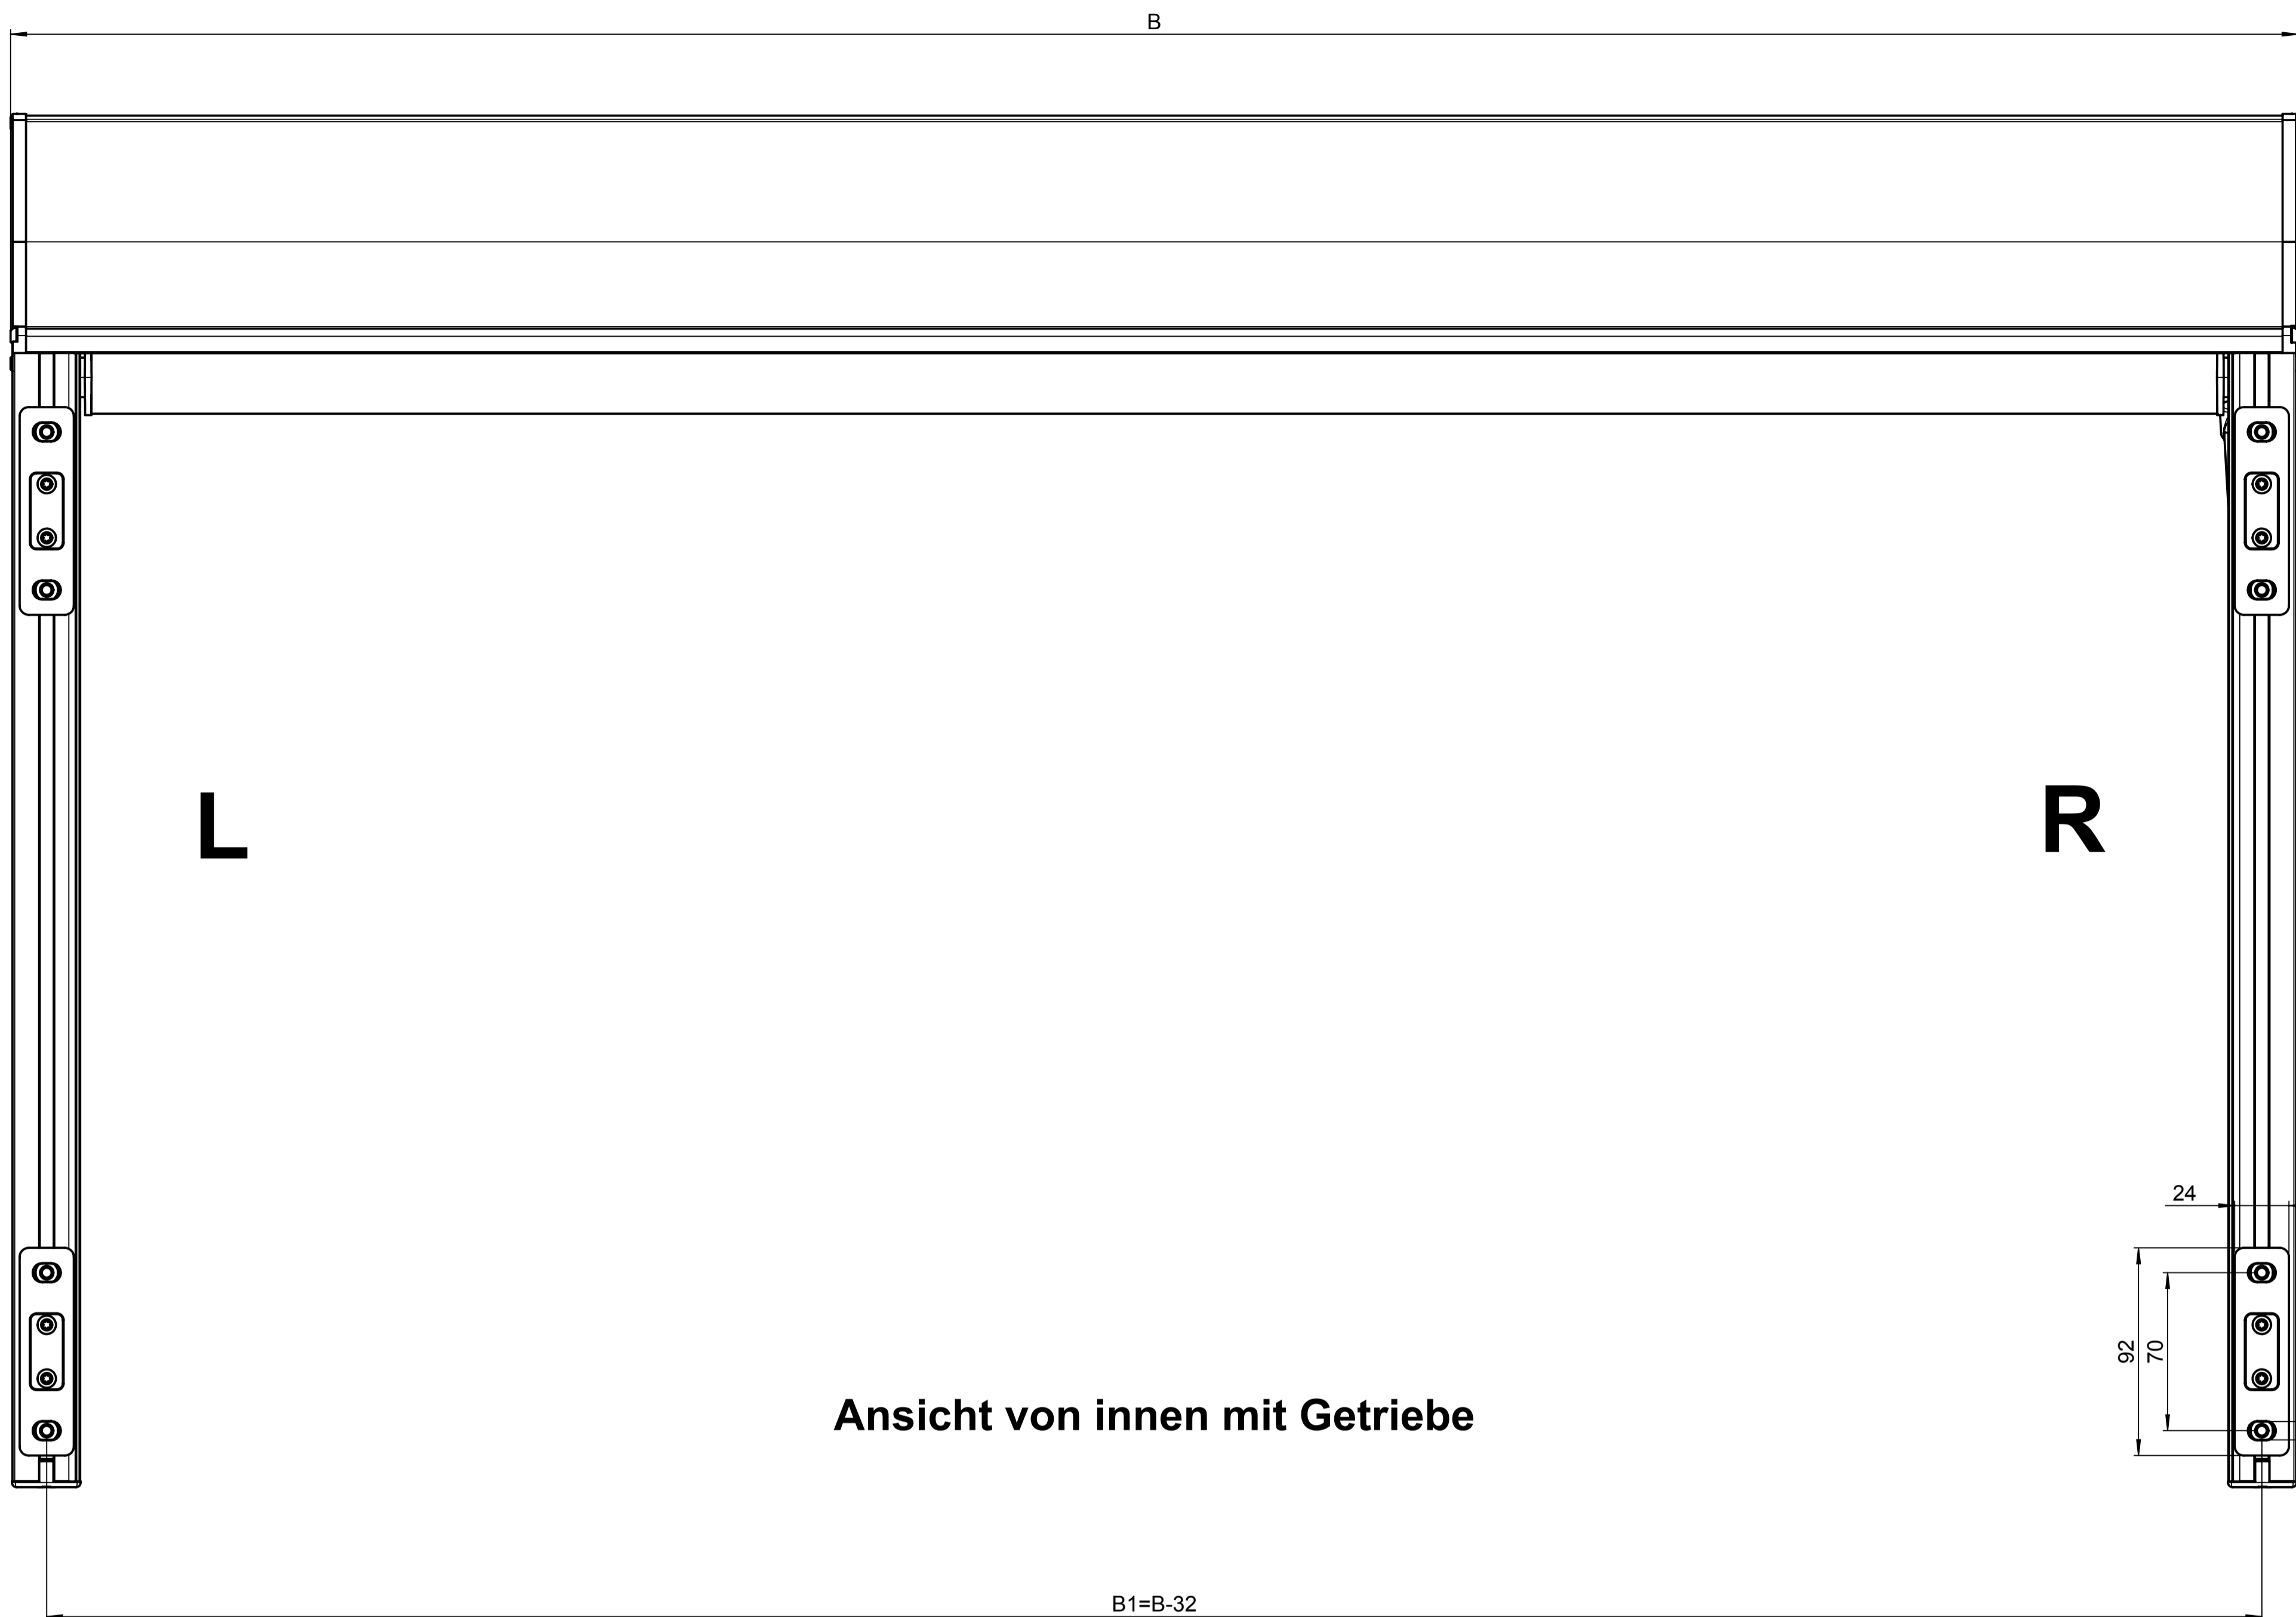 B
L
R
24
92
70
Ansicht von innen mit Getriebe
B1=B-32